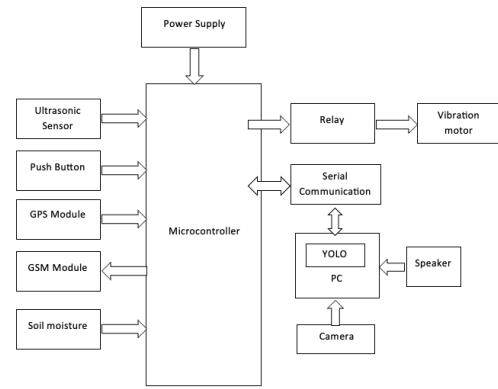 Power Supply
Ultrasonic
Sensor
Push Button
GPS Module
GSM Module
Soil moisture
Microcontroller
Relay
Vibration
motor
Serial
Communication
YOLO
PC
Speaker
Camera